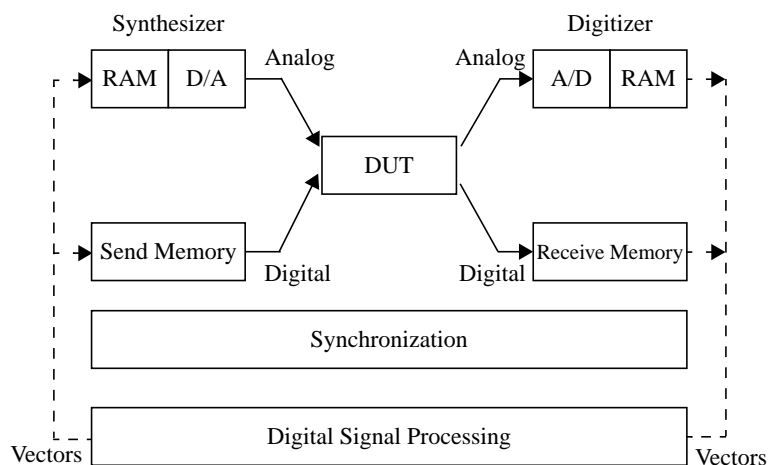 Synthesizer
Digitizer
Analog
Analog
RAM
D/A
A/D
RAM
DUT
Send Memory
Receive Memory
Digital
Digital
Synchronization
Digital Signal Processing
Vectors
Vectors